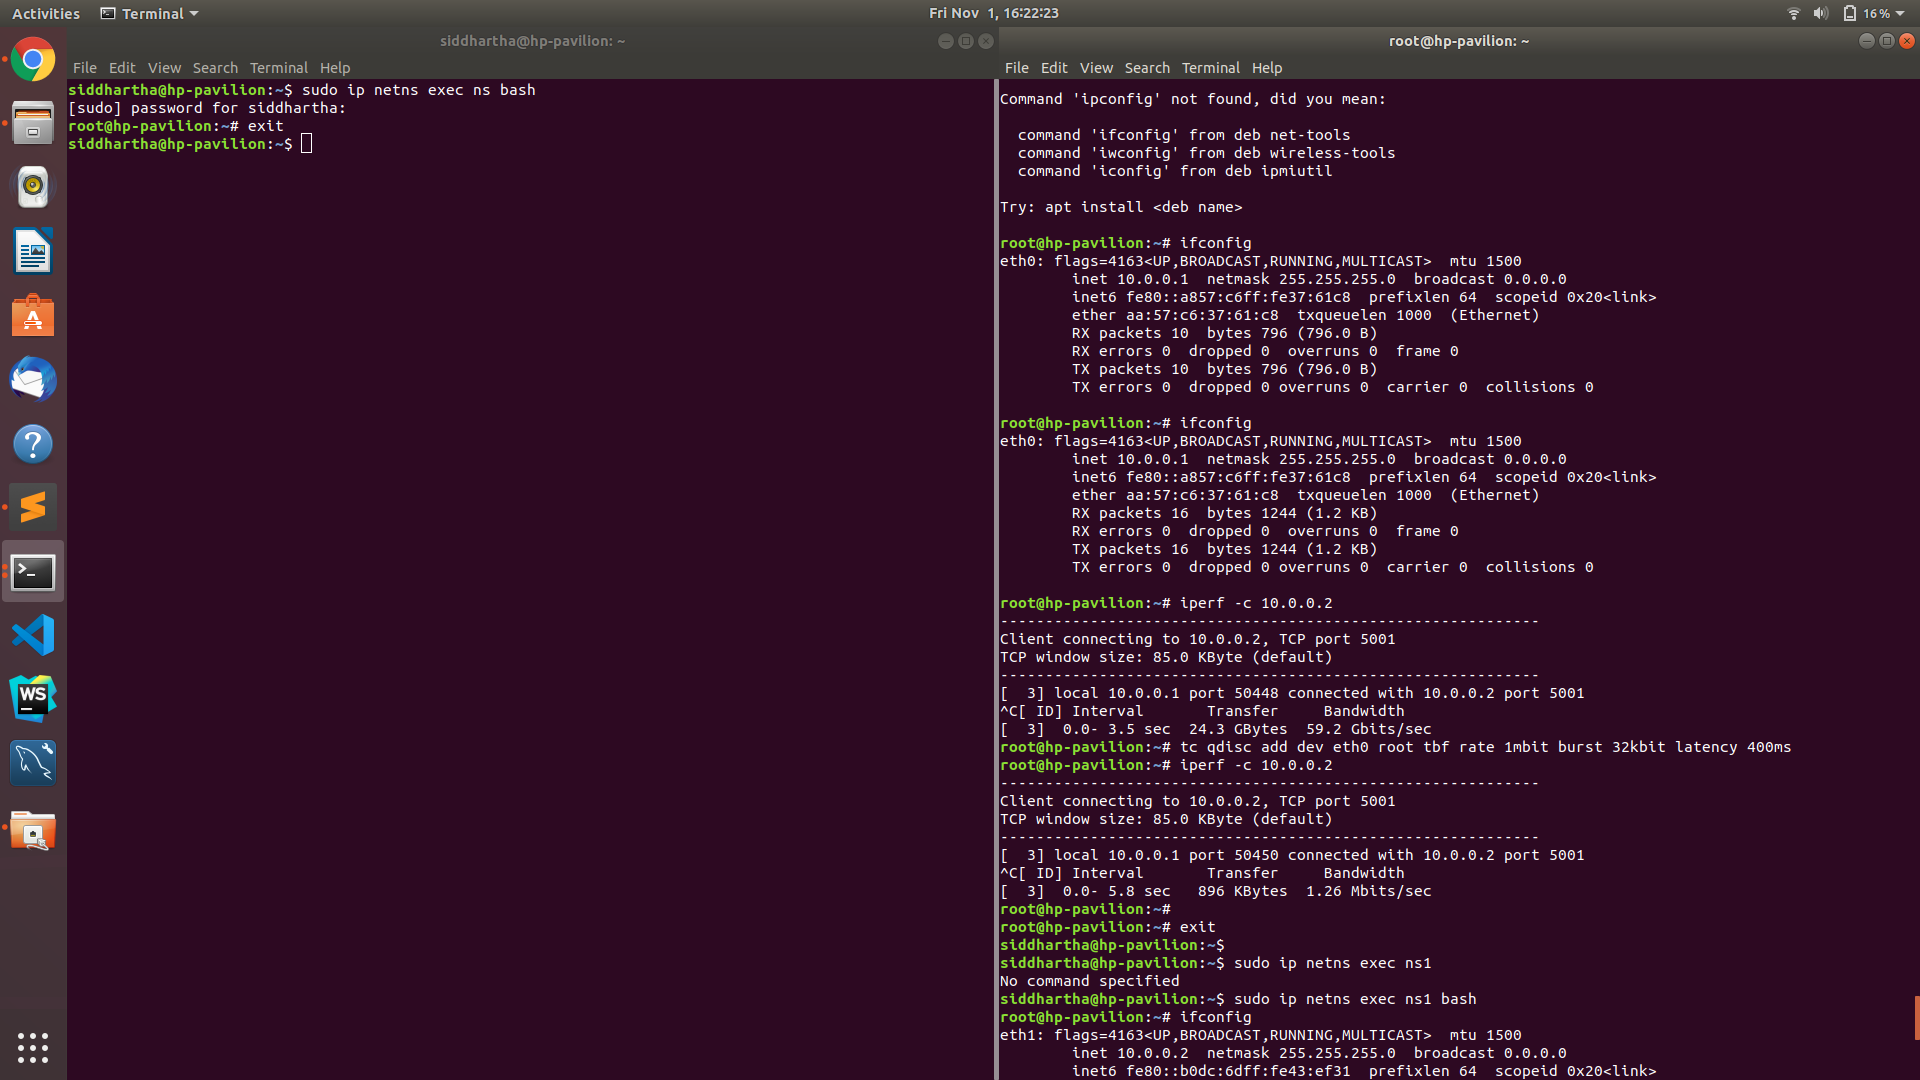 Activities Terminal Fri Nov 1, 16:22:23 16%
siddhartha@hp-pavilion: ~
File Edit View Search Terminal Help
siddhartha@hp-pavilion:~$ sudo ip netns exec ns bash
[sudo] password for siddhartha:
root@hp-pavilion:~# exit
siddhartha@hp-pavilion:~$
root@hp-pavilion: ~
File Edit View Search Terminal Help
Command 'ipconfig' not found, did you mean:
command 'ifconfig' from deb net-tools
command 'iwconfig' from deb wireless-tools
command 'iconfig' from deb ipmiutil
Try: apt install <deb name>
root@hp-pavilion:~# ifconfig
eth0: flags=4163<UP,BROADCAST,RUNNING,MULTICAST>  mtu 1500
inet 10.0.0.1  netmask 255.255.255.0  broadcast 0.0.0.0
inet6 fe80::a857:c6ff:fe37:61c8  prefixlen 64  scopeid 0x20<link>
ether aa:57:c6:37:61:c8  txqueuelen 1000  (Ethernet)
RX packets 10  bytes 796 (796.0 B)
RX errors 0  dropped 0  overruns 0  frame 0
TX packets 10  bytes 796 (796.0 B)
TX errors 0  dropped 0 overruns 0  carrier 0  collisions 0
root@hp-pavilion:~# ifconfig
eth0: flags=4163<UP,BROADCAST,RUNNING,MULTICAST>  mtu 1500
inet 10.0.0.1  netmask 255.255.255.0  broadcast 0.0.0.0
inet6 fe80::a857:c6ff:fe37:61c8  prefixlen 64  scopeid 0x20<link>
ether aa:57:c6:37:61:c8  txqueuelen 1000  (Ethernet)
RX packets 16  bytes 1244 (1.2 KB)
RX errors 0  dropped 0  overruns 0  frame 0
TX packets 16  bytes 1244 (1.2 KB)
TX errors 0  dropped 0 overruns 0  carrier 0  collisions 0
root@hp-pavilion:~# iperf -c 10.0.0.2
------------------------------------------------------------
Client connecting to 10.0.0.2, TCP port 5001
TCP window size: 85.0 KByte (default)
------------------------------------------------------------
[  3] local 10.0.0.1 port 50448 connected with 10.0.0.2 port 5001
^C[ ID] Interval       Transfer     Bandwidth
[  3]  0.0- 3.5 sec  24.3 GBytes  59.2 Gbits/sec
root@hp-pavilion:~# tc qdisc add dev eth0 root tbf rate 1mbit burst 32kbit latency 400ms
root@hp-pavilion:~# iperf -c 10.0.0.2
------------------------------------------------------------
Client connecting to 10.0.0.2, TCP port 5001
TCP window size: 85.0 KByte (default)
------------------------------------------------------------
[  3] local 10.0.0.1 port 50450 connected with 10.0.0.2 port 5001
^C[ ID] Interval       Transfer     Bandwidth
[  3]  0.0- 5.8 sec   896 KBytes  1.26 Mbits/sec
root@hp-pavilion:~#
root@hp-pavilion:~# exit
siddhartha@hp-pavilion:~$
siddhartha@hp-pavilion:~$ sudo ip netns exec ns1
No command specified
siddhartha@hp-pavilion:~$ sudo ip netns exec ns1 bash
root@hp-pavilion:~# ifconfig
eth1: flags=4163<UP,BROADCAST,RUNNING,MULTICAST>  mtu 1500
inet 10.0.0.2  netmask 255.255.255.0  broadcast 0.0.0.0
inet6 fe80::b0dc:6dff:fe43:ef31  prefixlen 64  scopeid 0x20<link>
WS